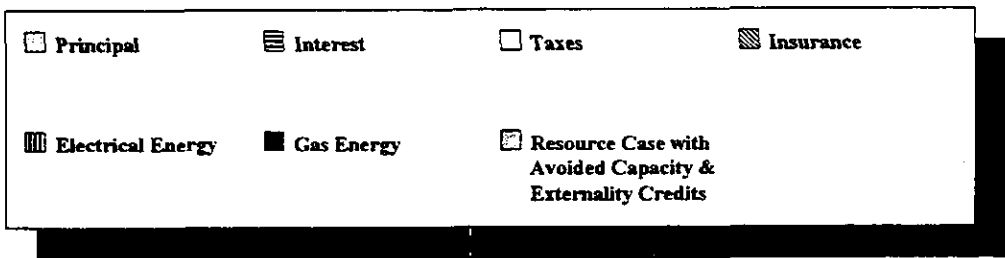 Principal Interest Taxes Insurance
Electrical Energy Gas Energy Resource Case with
Avoided Capacity &
Externality Credits